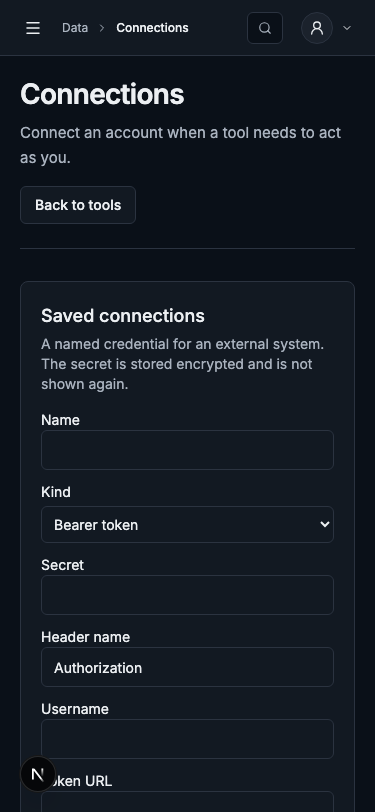 Data > Connections
Connections
Connect an account when a tool needs to act
as you.
Back to tools
Saved connections
A named credential for an external system.
The secret is stored encrypted and is not
shown again.
Name
Kind
Bearer token
Secret
Header name
Authorization
Username
N
URL